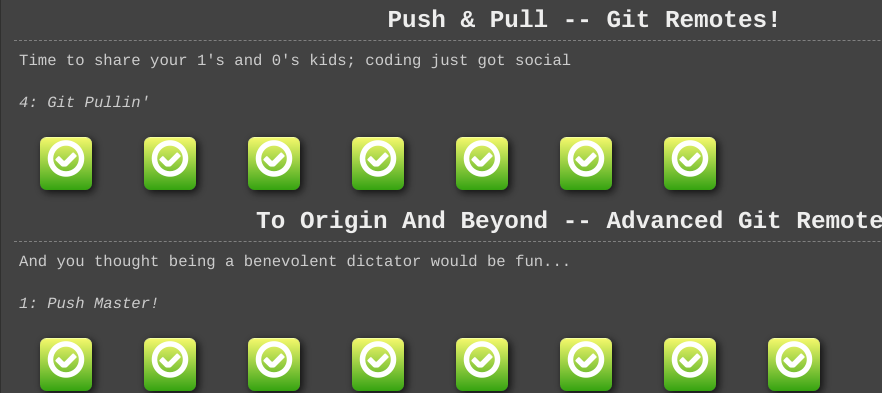 Push & Pull -- Git Remotes!
Time to share your 1's and 0's kids; coding just got social
4: Git Pullin'
To Origin And Beyond -- Advanced Git Remote
And you thought being a benevolent dictator would be fun...
1: Push Master!